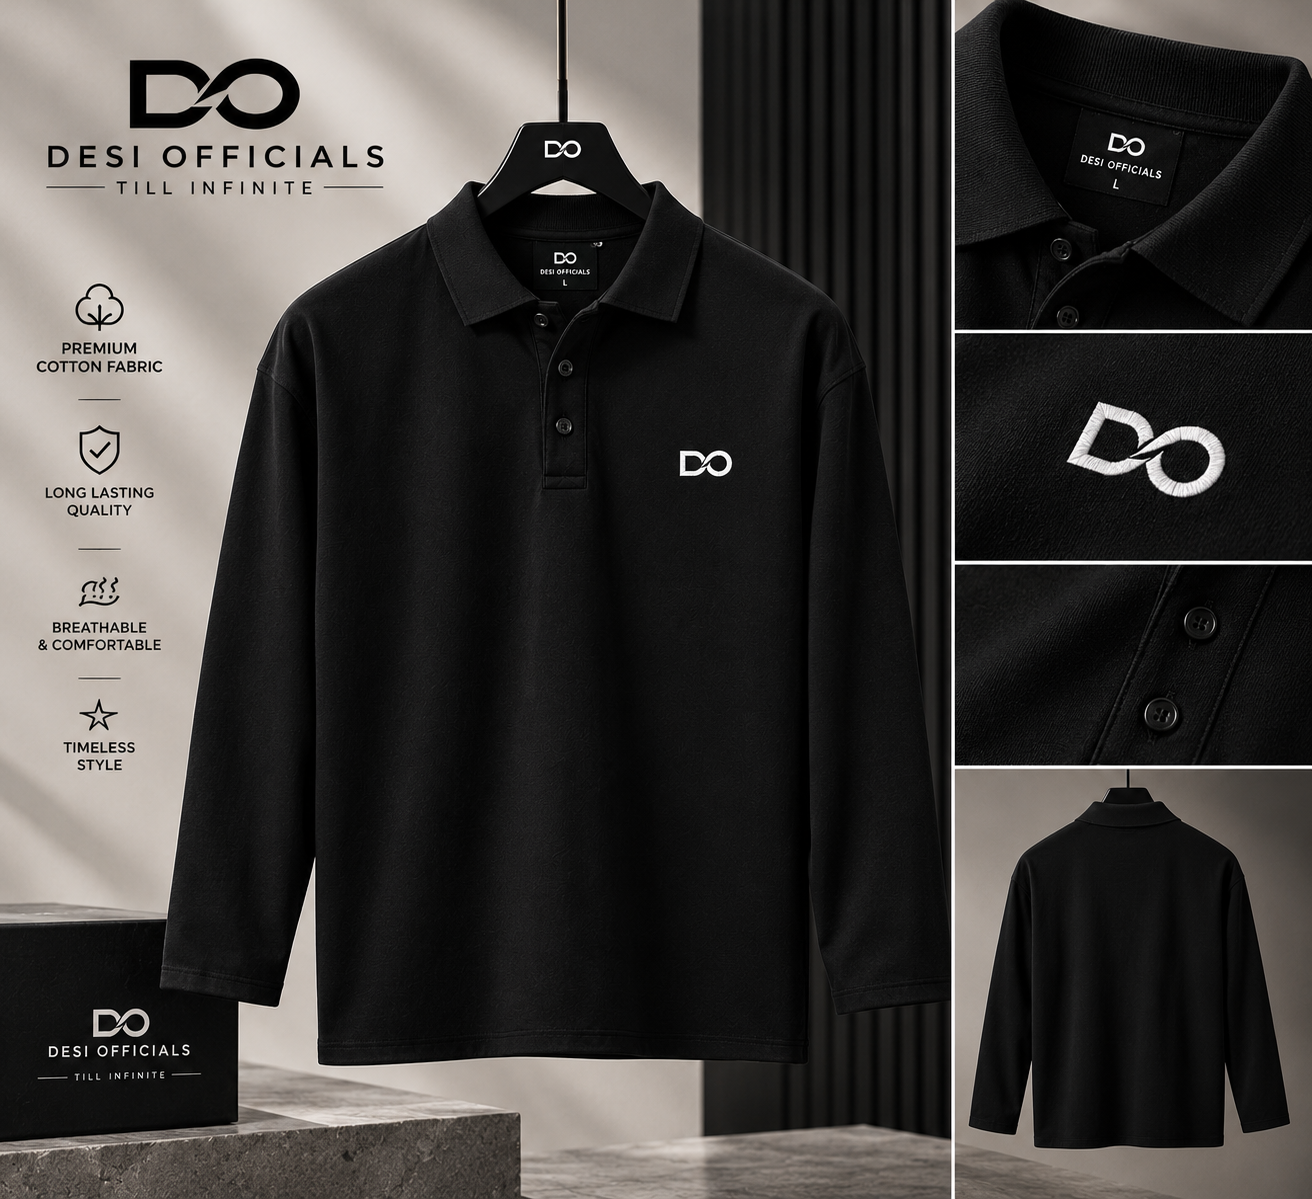 DO
DESI OFFICIALS
TILL INFINITE
PREMIUM
COTTON FABRIC
LONG LASTING
QUALITY
BREATHABLE
& COMFORTABLE
TIMELESS
STYLE
DO
DO
DESI OFFICIALS
L
DO
DO
DESI OFFICIALS
TILL INFINITE
DO
DESI OFFICIALS
L
DO